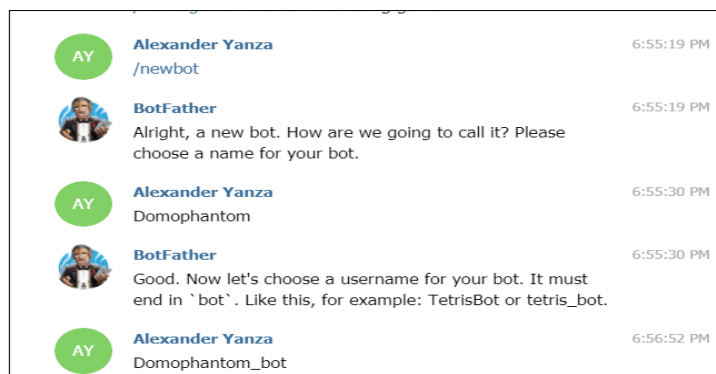 Alexander Yanza 6:55:19 PM
AY
/newbot
BotFather 6:55:19 PM
Alright, a new bot. How are we going to call it? Please
choose a name for your bot.
Alexander Yanza 6:55:30 PM
AY
Domophantom
BotFather 6:55:30 PM
Good. Now let's choose a username for your bot. It must
end in `bot`. Like this, for example: TetrisBot or tetris_bot.
Alexander Yanza 6:56:52 PM
AY
Domophantom_bot